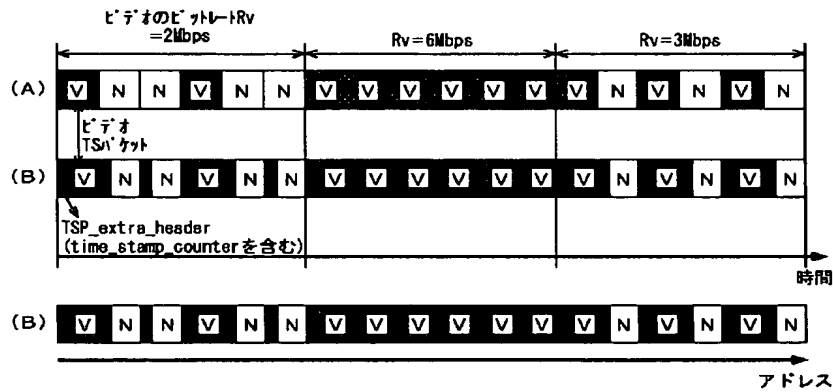 ビデオのビットレートRv
=2Mbps
Rv=6Mbps
Rv=3Mbps
(A)
V N N V N N V V V V V V V N V N V N
ビデオ
TSパケット
(B)
V N N V N N V V V V V V V N V N V N
TSP_extra_header
(time_stamp_counterを含む)
時間
(B)
V N N V N N V V V V V V V N V N V N
アドレス